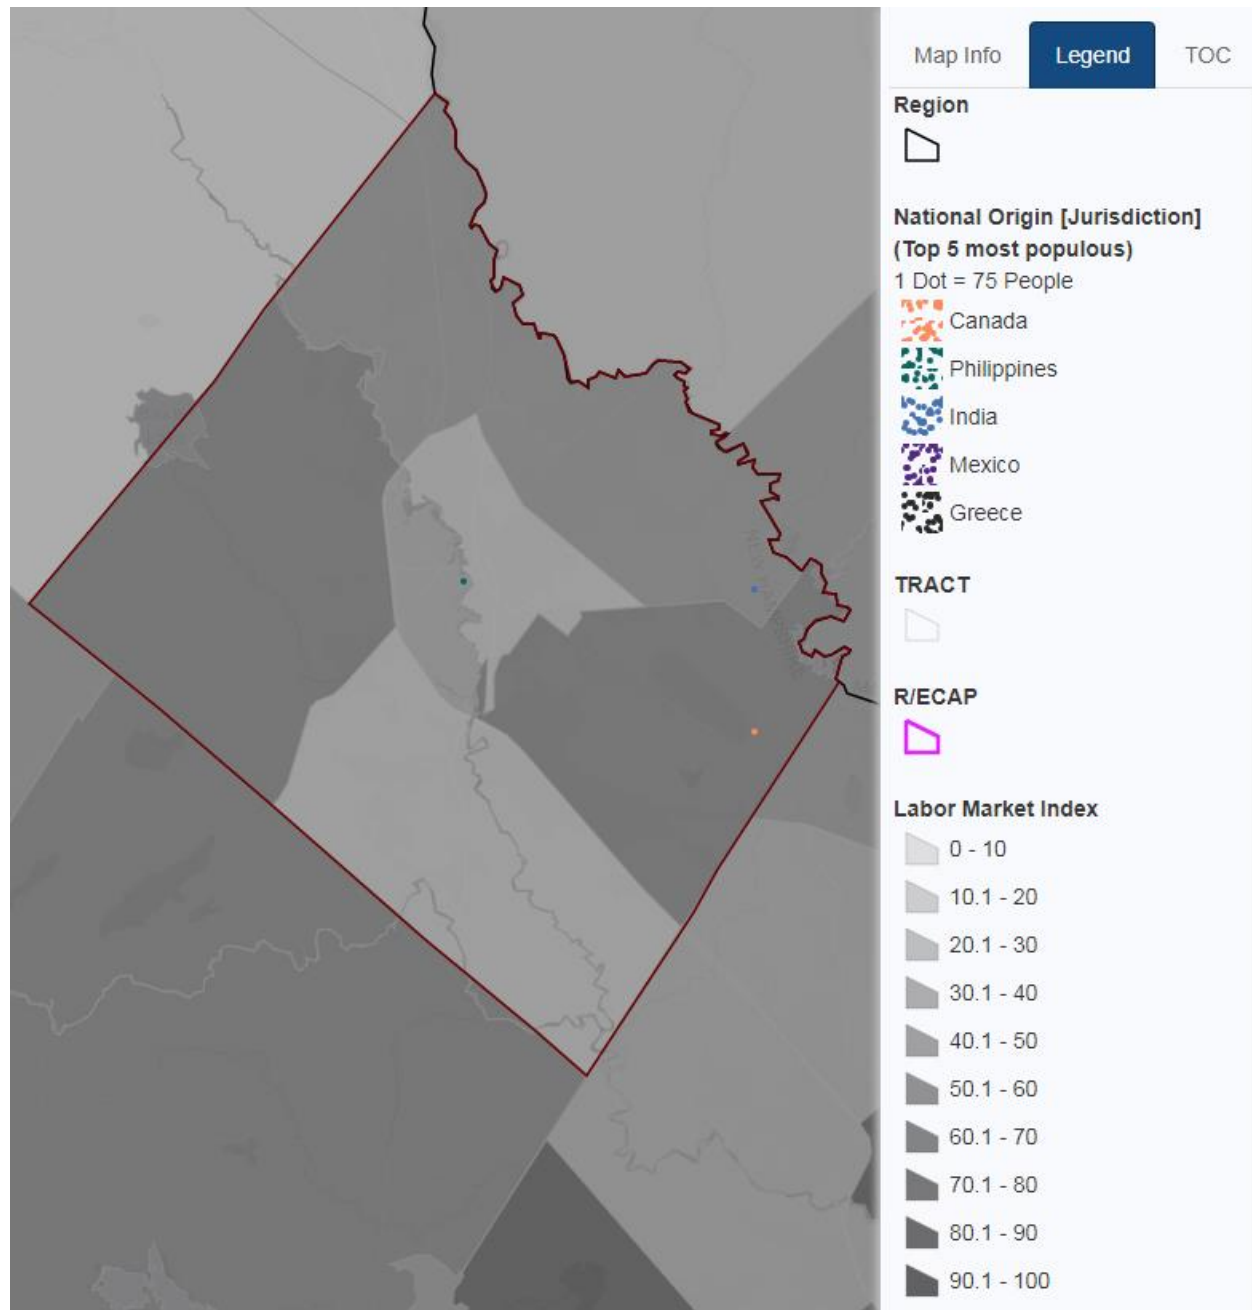 Map Info Legend TOC
Region
National Origin [Jurisdiction]
(Top 5 most populous)
1 Dot = 75 People
Canada
Philippines
India
Mexico
Greece
TRACT
R/ECAP
Labor Market Index
0 - 10
10.1 - 20
20.1 - 30
30.1 - 40
40.1 - 50
50.1 - 60
60.1 - 70
70.1 - 80
80.1 - 90
90.1 - 100